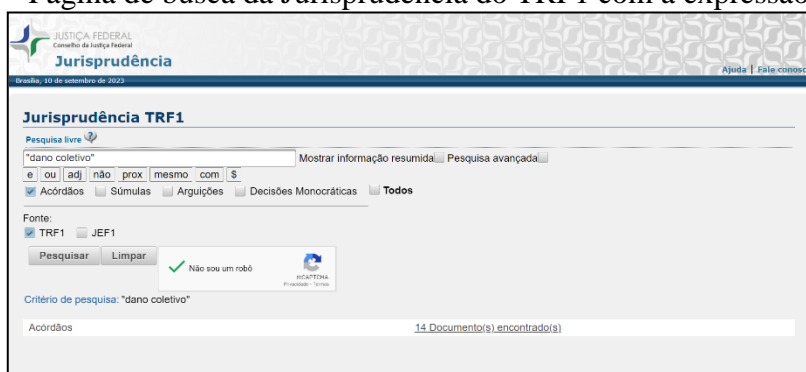 Página de busca da Jurisprudência do TRF1 com a expressão
JUSTIÇA FEDERAL
Conselho da Justiça Federal
Jurisprudência
Ajuda | Fale conosc
Brasília, 10 de setembro de 2023
Jurisprudência TRF1
Pesquisa livre
"dano coletivo" Mostrar informação resumida Pesquisa avançada
e ou adj não prox mesmo com $
Acórdãos Súmulas Arguições Decisões Monocráticas Todos
Fonte:
TRF1 JEF1
Pesquisar Limpar Não sou um robô
reCAPTCHA
Privacidade - Termos
Critério de pesquisa: "dano coletivo"
Acórdãos 14 Documento(s) encontrado(s)